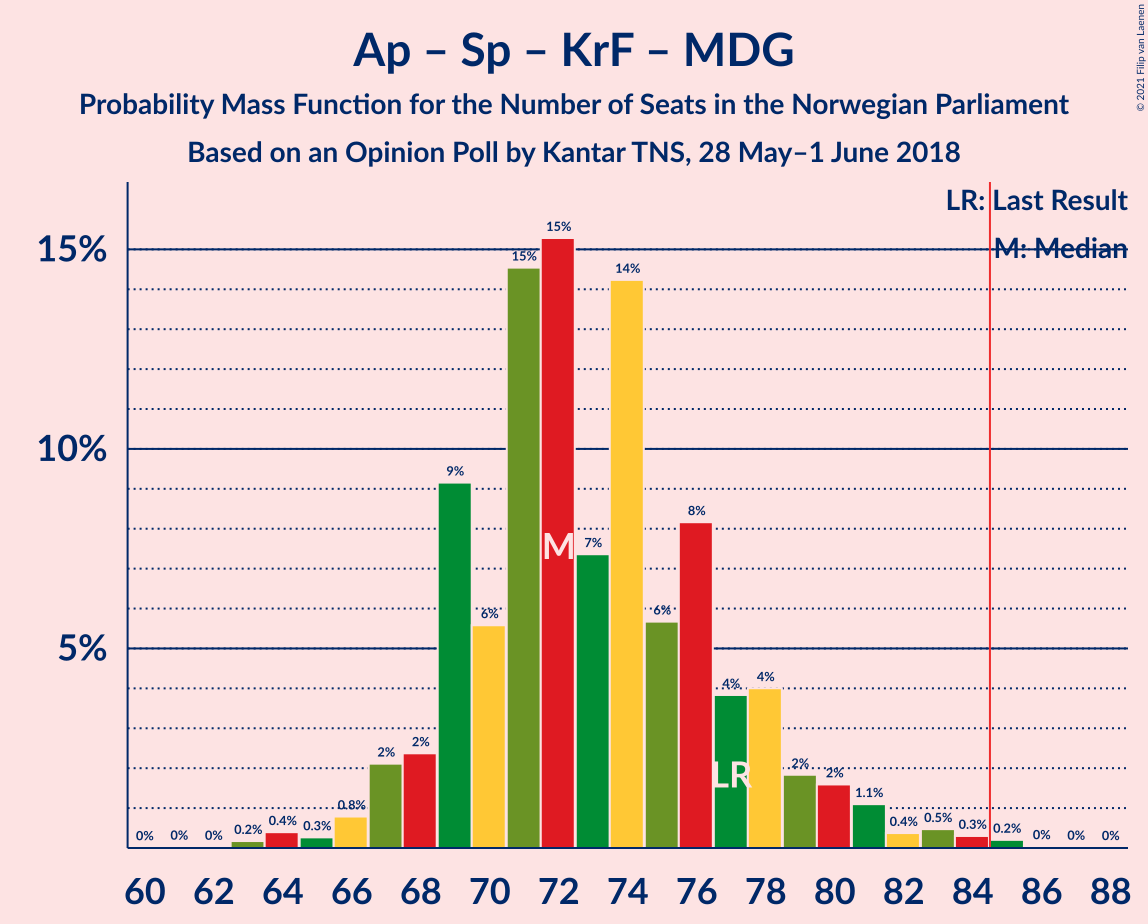 Ap – Sp – KrF – MDG
Probability Mass Function for the Number of Seats in the Norwegian Parliament
Based on an Opinion Poll by Kantar TNS, 28 May–1 June 2018
© 2021 Filip van Laenen
LR: Last Result
M: Median
15%
10%
5%
0% 0% 0% 0.2% 0.4% 0.3% 0.8% 2% 2% 9% 6% 15% 15% 7% 14% 6% 8% 4% 4% 2% 2% 1.1% 0.4% 0.5% 0.3% 0.2% 0% 0% 0%
M
LR
60 62 64 66 68 70 72 74 76 78 80 82 84 86 88